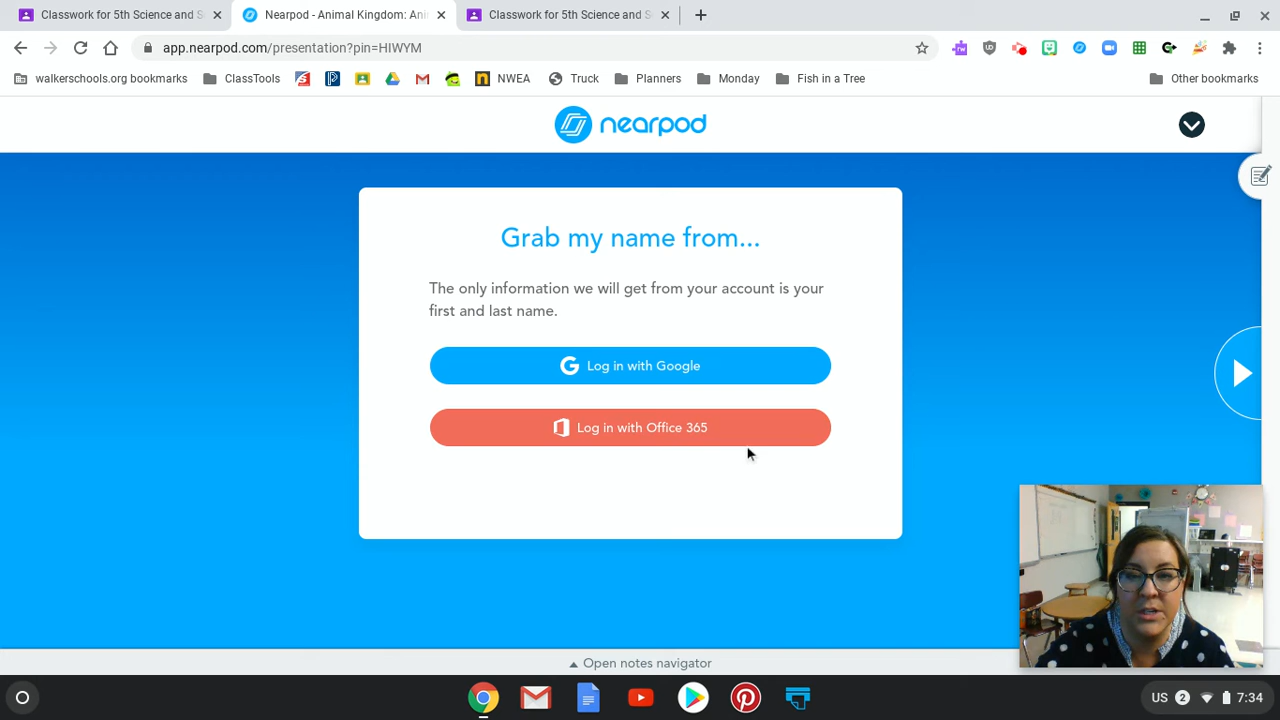 Classwork for 5th Science and S
Nearpod - Animal Kingdom: Ani
Classwork for 5th Science and S
app.nearpod.com/presentation?pin=HIWYM
walkerschools.org bookmarks
ClassTools
NWEA
Truck
Planners
Monday
Fish in a Tree
Other bookmarks
nearpod
Grab my name from...
The only information we will get from your account is your
first and last name.
Log in with Google
Log in with Office 365
Open notes navigator
US 2 7:34